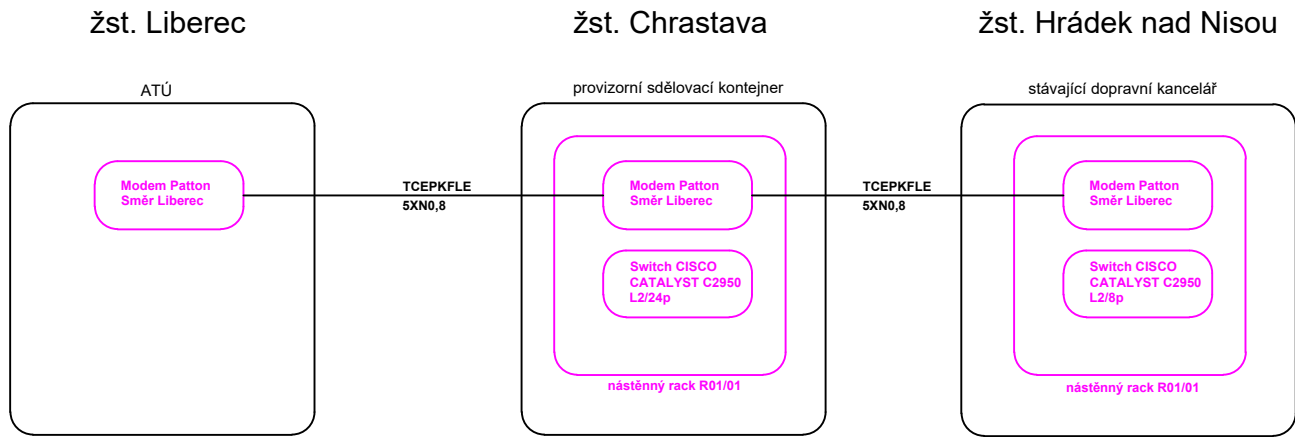 žst. Liberec
žst. Chrastava
žst. Hrádek nad Nisou
ATÚ
provizorní sdělovací kontejner
stávající dopravní kancelář
Modem Patton
Směr Liberec
TCEPKFLE
5XN0,8
Modem Patton
Směr Liberec
TCEPKFLE
5XN0,8
Modem Patton
Směr Liberec
Switch CISCO
CATALYST C2950
L2/24p
Switch CISCO
CATALYST C2950
L2/8p
nástěnný rack R01/01
nástěnný rack R01/01